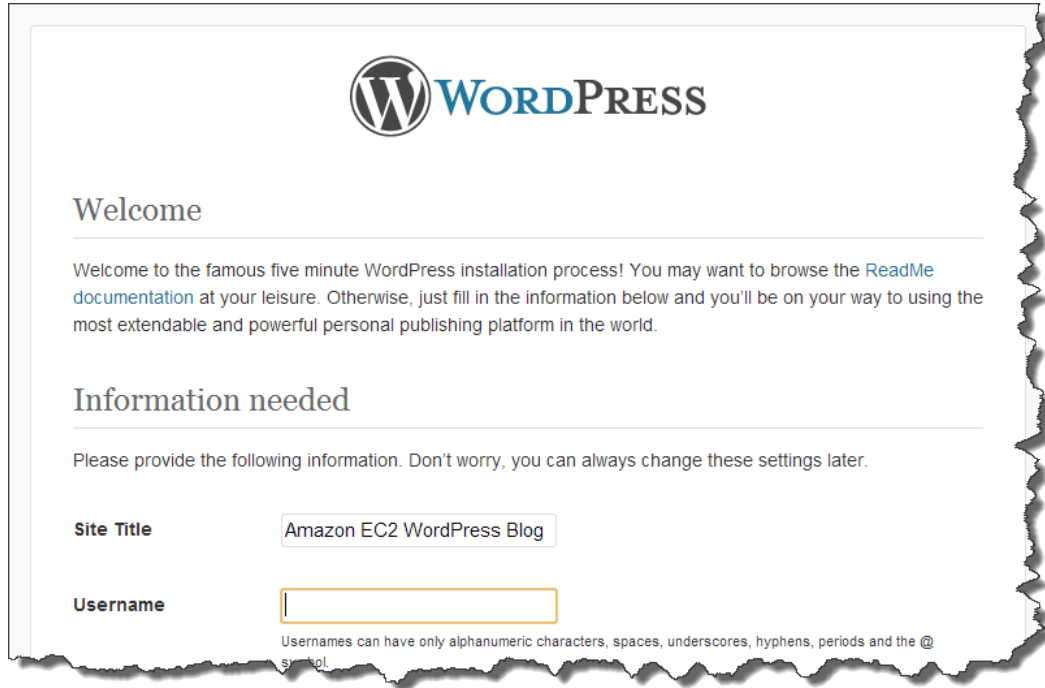 WORDPRESS
Welcome
Welcome to the famous five minute WordPress installation process! You may want to browse the ReadMe
documentation at your leisure. Otherwise, just fill in the information below and you'll be on your way to using the
most extendable and powerful personal publishing platform in the world.
Information needed
Please provide the following information. Don't worry, you can always change these settings later.
Site Title
Amazon EC2 WordPress Blog
Username
Usernames can have only alphanumeric characters, spaces, underscores, hyphens, periods and the @
symbol.